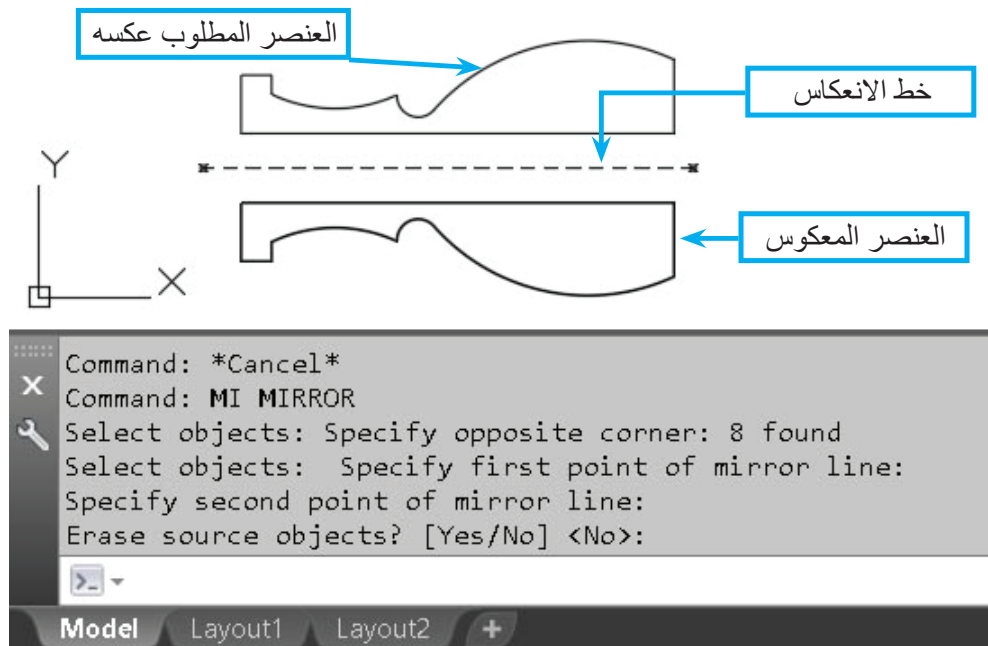 العنصر المطلوب عكسه
خط الانعكاس
Y
العنصر المعكوس
X
Command: *Cancel*
Command: MI MIRROR
Select objects: Specify opposite corner: 8 found
Select objects:  Specify first point of mirror line:
Specify second point of mirror line:
Erase source objects? [Yes/No] <No>:
Model Layout1 Layout2 +